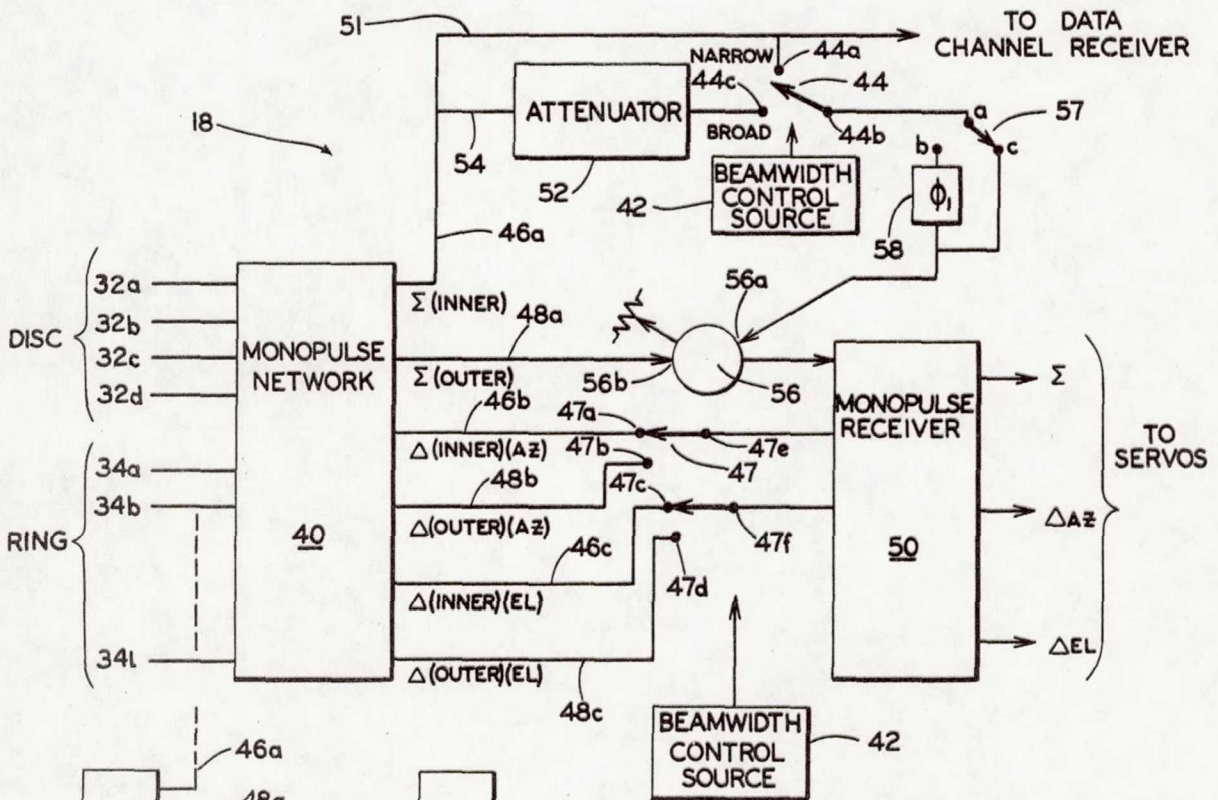 51
TO DATA
CHANNEL RECEIVER
NARROW
44a
44c
44
ATTENUATOR
BROAD
44b
a
57
18
54
52
b
c
BEAMWIDTH
CONTROL
SOURCE
42
ϕ₁
58
46a
32a
Σ (INNER)
56a
48a
32b
DISC
32c
MONOPULSE
NETWORK
Σ (OUTER)
56b
56
Σ
32d
46b
47a
MONOPULSE
RECEIVER
Δ(INNER)(AZ)
47b
47
47e
TO
SERVOS
34a
48b
47c
34b
Δ(OUTER)(AZ)
ΔAZ
RING
40
46c
47f
50
47d
Δ(INNER)(EL)
34l
Δ(OUTER)(EL)
ΔEL
48c
BEAMWIDTH
CONTROL
SOURCE
42
46a